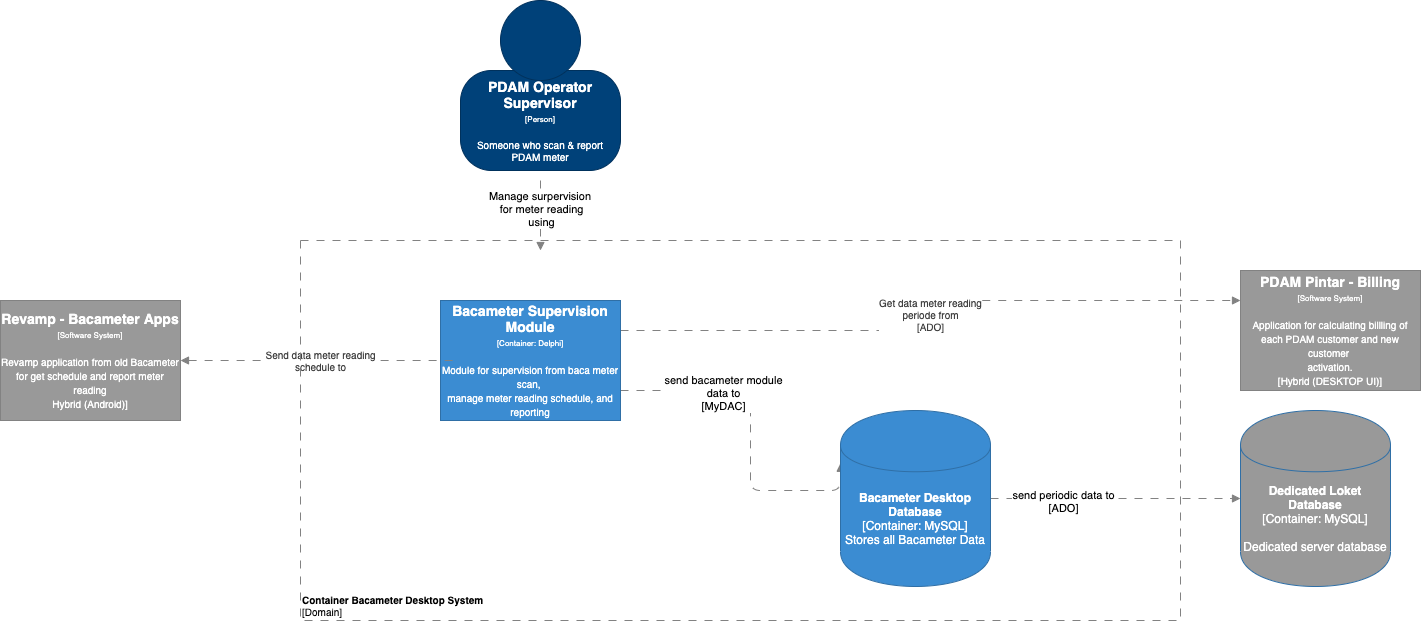 PDAM Operator
Supervisor
[Person]
Someone who scan & report
PDAM meter
Manage surpervision
for meter reading
using
Revamp - Bacameter Apps
[Software System]
Revamp application from old Bacameter
for get schedule and report meter
reading
Hybrid (Android)]
Send data meter reading
schedule to
Bacameter Supervision
Module
[Container: Delphi]
Module for supervision from baca meter
scan,
manage meter reading schedule, and
reporting
Get data meter reading
periode from
[ADO]
PDAM Pintar - Billing
[Software System]
Application for calculating billling of
each PDAM customer and new
customer
activation.
[Hybrid (DESKTOP UI)]
send bacameter module
data to
[MyDAC]
Bacameter Desktop
Database
[Container: MySQL]
Stores all Bacameter Data
send periodic data to
[ADO]
Dedicated Loket
Database
[Container: MySQL]
Dedicated server database
Container Bacameter Desktop System
[Domain]